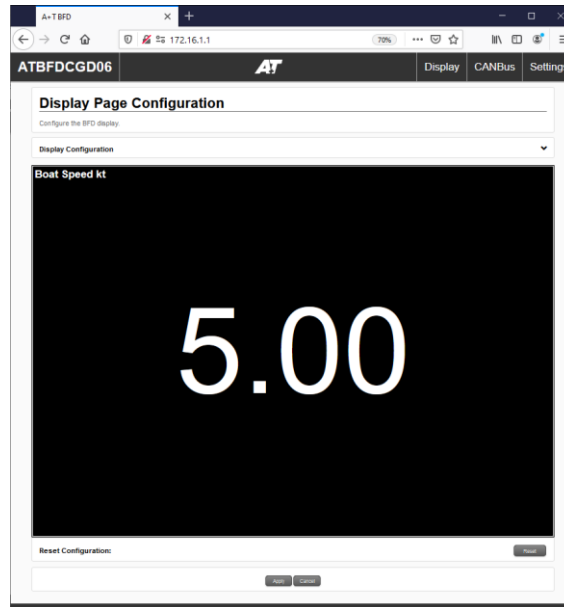 A+T BFD
172.16.1.1
70%
ATBFDCGD06
AT
Display
CANBus
Setting
Display Page Configuration
Configure the BFD display.
Display Configuration
Boat Speed kt
5.00
Reset Configuration:
Reset
Apply Cancel